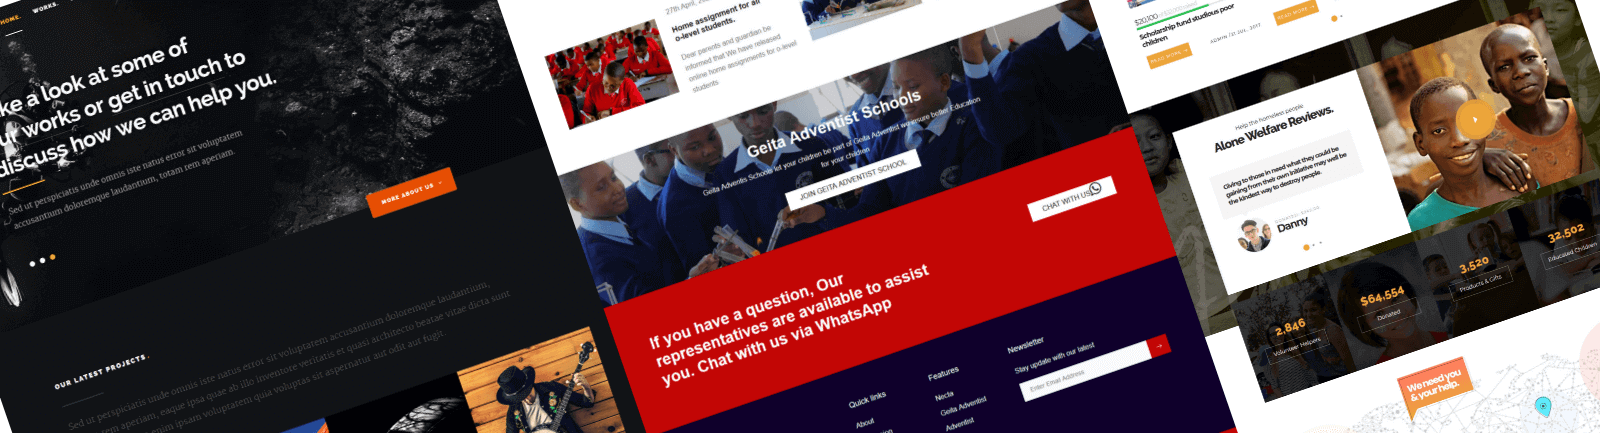 HOME.
WORKS.
ke a look at some of
ur works or get in touch to
discuss how we can help you.
Sed ut perspiciatis unde omnis iste natus error sit voluptatem
accusantium doloremque laudantium, totam rem aperiam.
MORE ABOUT US
OUR LATEST PROJECTS.
Sed ut perspiciatis unde omnis iste natus error sit voluptatem accusantium doloremque laudantium,
rem aperiam, eaque ipsa quae ab illo inventore veritatis et quasi architecto beatae vitae dicta sunt
enim ipsam voluptatem quia voluptas sit aspernatur aut odit aut fugit.
27th April,
Home assignment for all
o-level students.
Dear parents and guardian be
informed that We have released
online home assignments for o-level
students
Geita Adventist Schools
Geita Adventis Schools let your children be part of Geita Adventist we ensure better Education
for your children
JOIN GEITA ADVENTIST SCHOOL
CHAT WITH US
If you have a question, Our
representatives are available to assist
you. Chat with us via WhatsApp
Quick links
About
Features
Necta
Geita Adventist
Adventist
Newsletter
Stay update with our latest
Enter Email Address
$20,100
Scholarship fund studious poor
children
READ MORE →
ADMIN / 21 JUL, 2017
READ MORE →
Help the homeless people
Alone Welfare Reviews.
Giving to those in need what they could be
gaining from their own initiative may well be
the kindest way to destroy people.
Danny
2,846
Volunteer Helpers
$64,554
Donated
3,520
Products & Gifts
32,502
Educated Children
We need you
& your help.